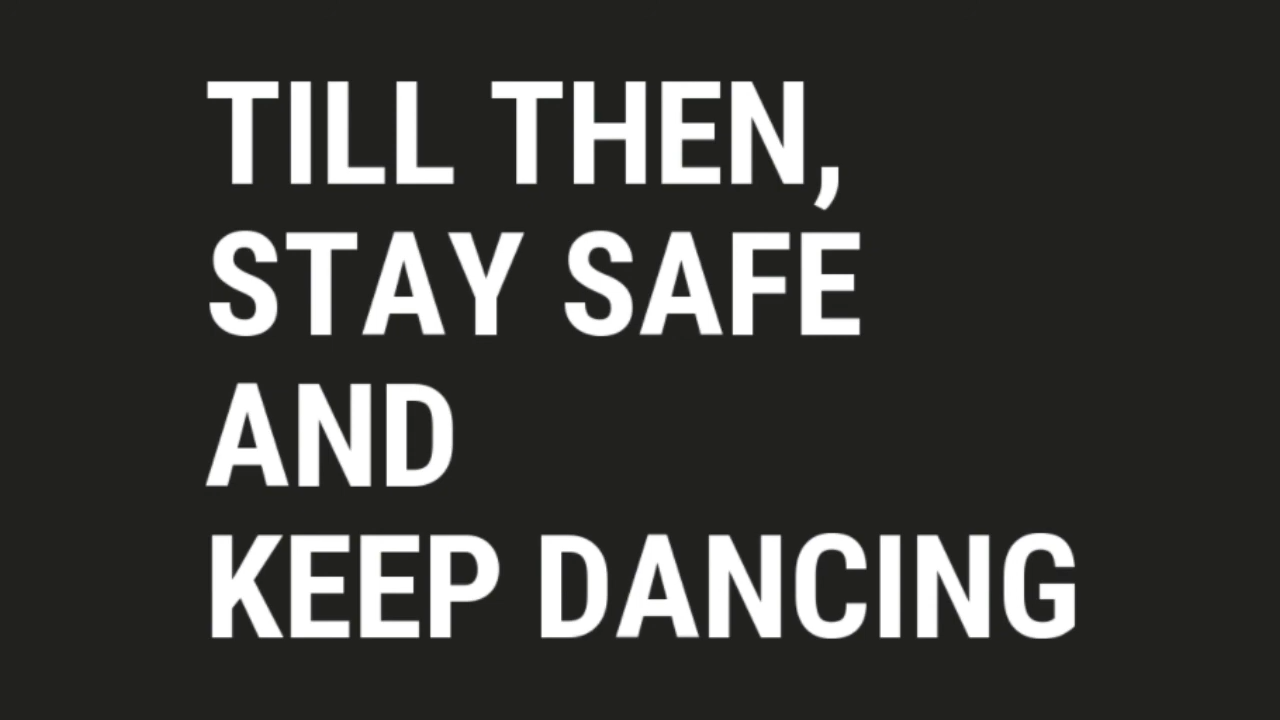 TILL THEN,
STAY SAFE
AND
KEEP DANCING